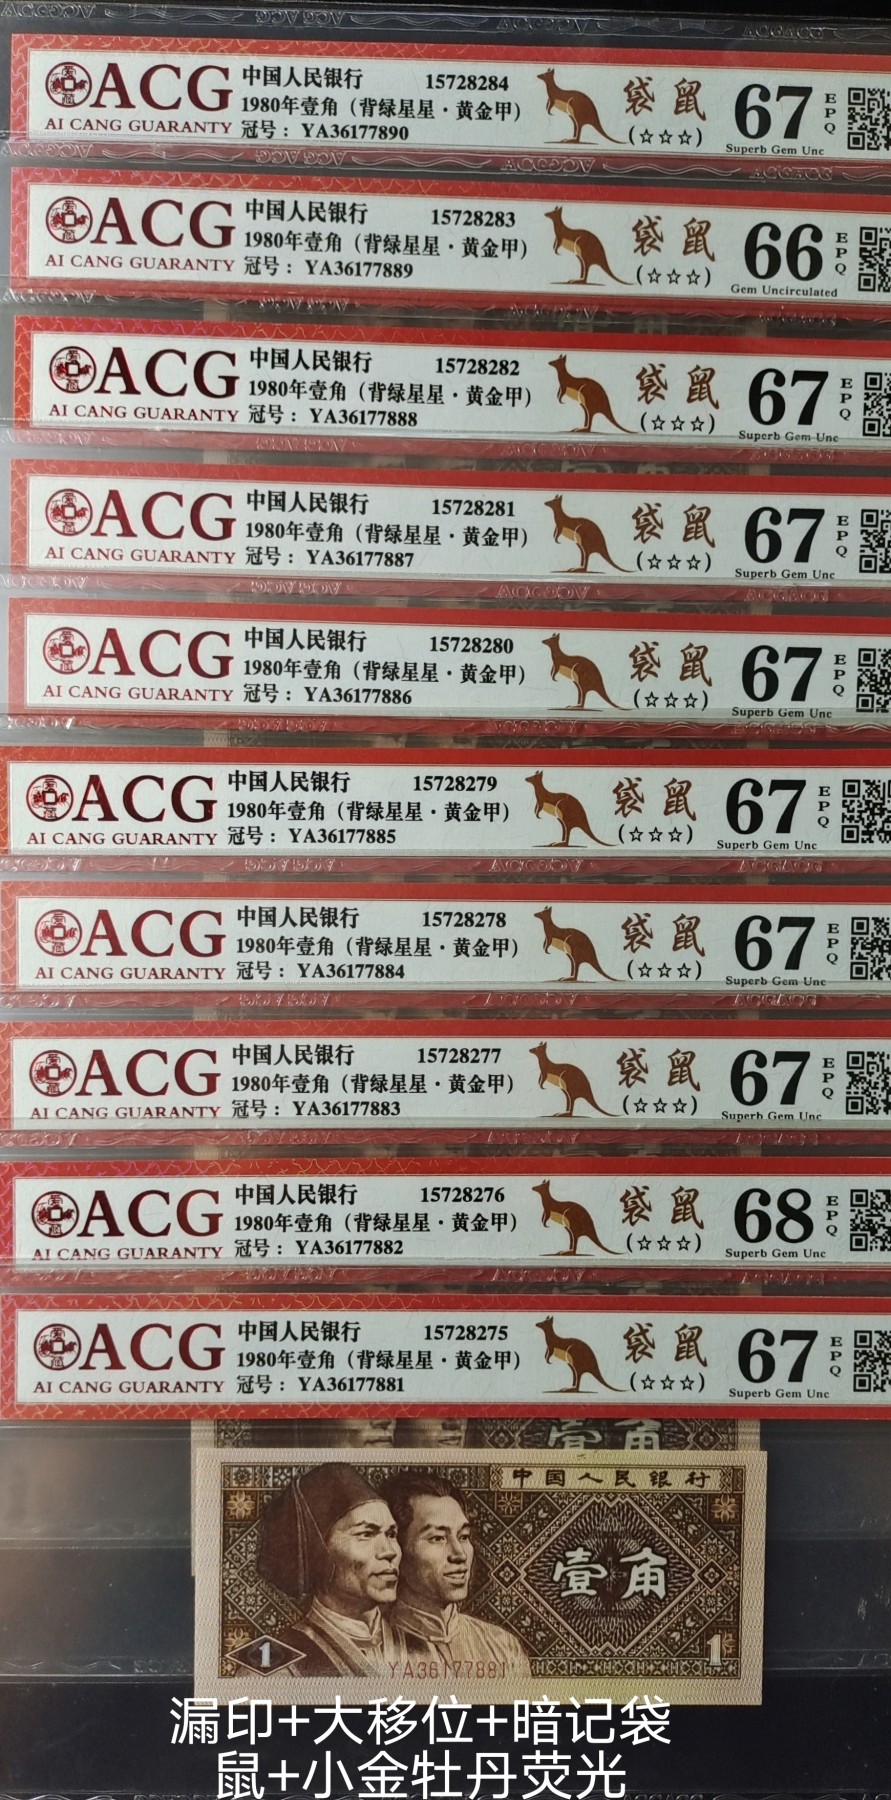 ACG
AI CANG GUARANTY
中国人民银行 15728284
1980年壹角（背绿星星·黄金甲）
冠号： YA36177890
袋鼠
(☆☆☆)
67 EPQ
Superb Gem Unc
ACG
AI CANG GUARANTY
中国人民银行 15728283
1980年壹角（背绿星星·黄金甲）
冠号： YA36177889
袋鼠
(☆☆☆)
66 EPQ
Gem Uncirculated
ACG
AI CANG GUARANTY
中国人民银行 15728282
1980年壹角（背绿星星·黄金甲）
冠号： YA36177888
袋鼠
(☆☆☆)
67 EPQ
Superb Gem Unc
ACG
AI CANG GUARANTY
中国人民银行 15728281
1980年壹角（背绿星星·黄金甲）
冠号： YA36177887
袋鼠
(☆☆☆)
67 EPQ
Superb Gem Unc
ACG
AI CANG GUARANTY
中国人民银行 15728280
1980年壹角（背绿星星·黄金甲）
冠号： YA36177886
袋鼠
(☆☆☆)
67 EPQ
Superb Gem Unc
ACG
AI CANG GUARANTY
中国人民银行 15728279
1980年壹角（背绿星星·黄金甲）
冠号： YA36177885
袋鼠
(☆☆☆)
67 EPQ
Superb Gem Unc
ACG
AI CANG GUARANTY
中国人民银行 15728278
1980年壹角（背绿星星·黄金甲）
冠号： YA36177884
袋鼠
(☆☆☆)
67 EPQ
Superb Gem Unc
ACG
AI CANG GUARANTY
中国人民银行 15728277
1980年壹角（背绿星星·黄金甲）
冠号： YA36177883
袋鼠
(☆☆☆)
67 EPQ
Superb Gem Unc
ACG
AI CANG GUARANTY
中国人民银行 15728276
1980年壹角（背绿星星·黄金甲）
冠号： YA36177882
袋鼠
(☆☆☆)
68 EPQ
Superb Gem Unc
ACG
AI CANG GUARANTY
中国人民银行 15728275
1980年壹角（背绿星星·黄金甲）
冠号： YA36177881
袋鼠
(☆☆☆)
67 EPQ
Superb Gem Unc
壹角
中国人民银行
壹角
1 1
YA36177881
漏印+大移位+暗记袋
鼠+小金牡丹荧光